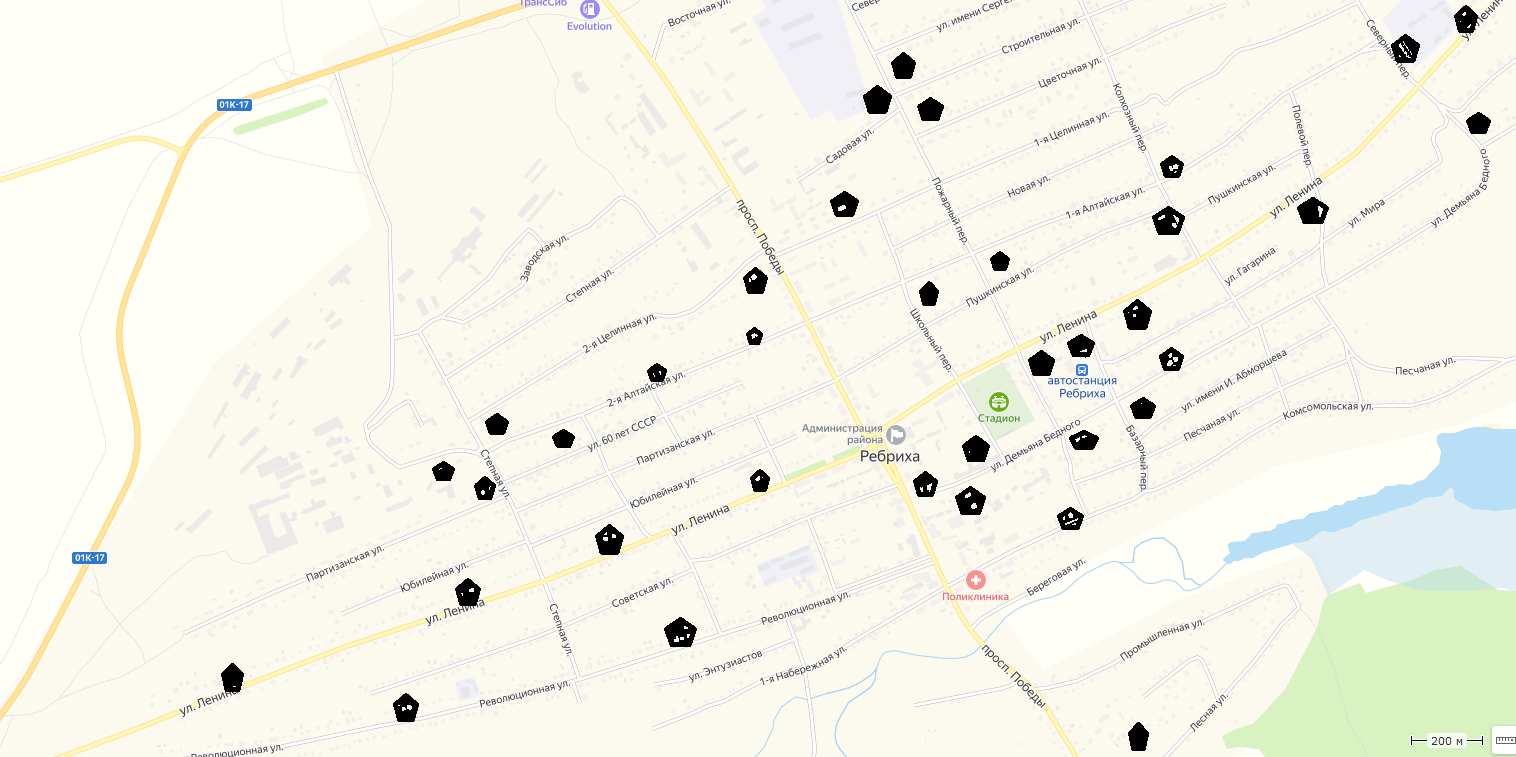 ТрансСиб
Evolution
Восточная ул.
Строительная ул.
Цветочная ул.
01К-17
Колхозный пер.
1-я Целинная ул.
Садовая ул.
Полевой пер.
Новая ул.
Пожарный пер.
1-я Алтайская ул.
Пушкинская ул.
ул. Ленина
ул. Мира
ул. Демьяна Бедного
просп. Победы
Заводская ул.
Степная ул.
ул. Гагарина
Пушкинская ул.
2-я Целинная ул.
Школьный пер.
ул. Ленина
автостанция
Ребриха
ул. имени И. Абморшева
Песчаная ул.
2-я Алтайская ул.
Стадион
Комсомольская ул.
Песчаная ул.
ул. 60 лет СССР
Администрация
района
Ребриха
Партизанская ул.
ул. Демьяна Бедного
Базарный пер.
Степная ул.
Юбилейная ул.
ул. Ленина
01К-17
Партизанская ул.
Юбилейная ул.
Советская ул.
Поликлиника
Береговая ул.
ул. Ленина
Степная ул.
Революционная ул.
Промышленная ул.
ул. Энтузиастов
1-я Набережная ул.
просп. Победы
Лесная ул.
ул. Ленина
Революционная ул.
Революционная ул.
200 м